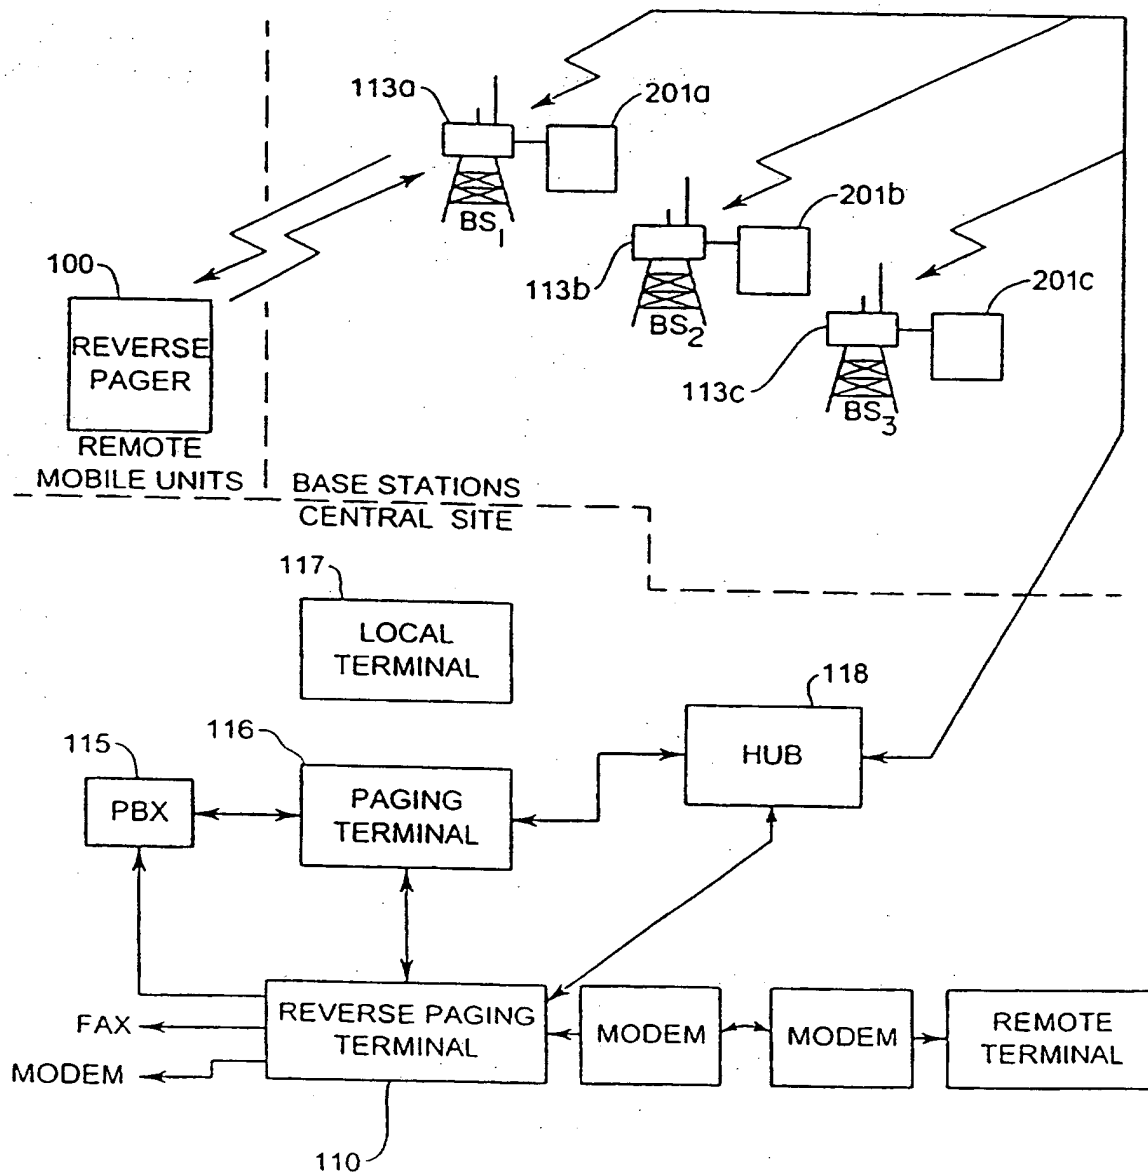 113a
201a
BS1
201b
113b
BS2
201c
113c
BS3
100
REVERSE
PAGER
REMOTE
MOBILE UNITS
BASE STATIONS
CENTRAL SITE
117
LOCAL
TERMINAL
118
HUB
116
115
PBX
PAGING
TERMINAL
REVERSE PAGING
TERMINAL
FAX
MODEM
MODEM
MODEM
REMOTE
TERMINAL
110